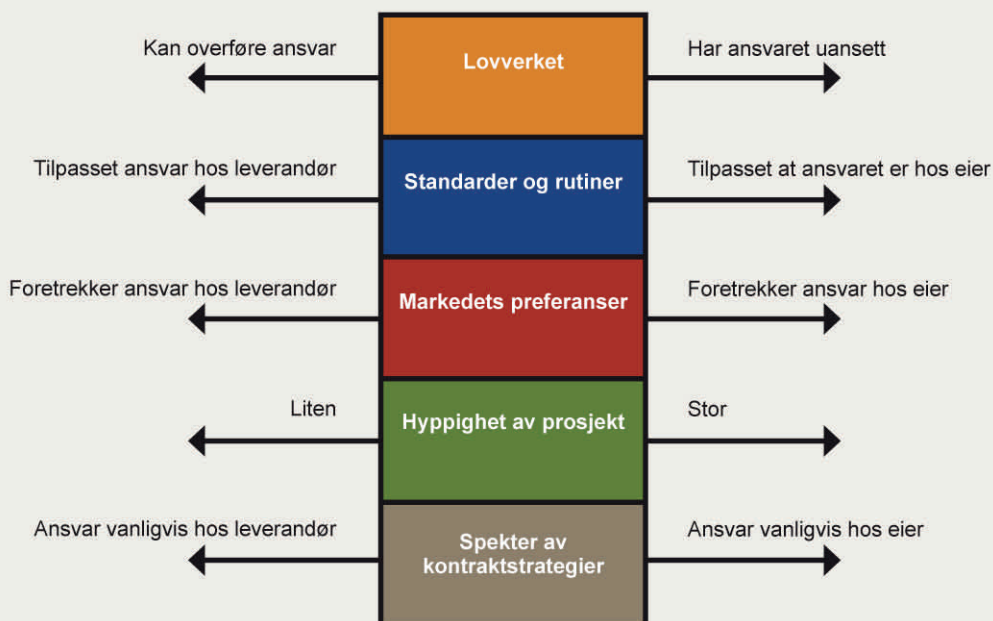 Kan overføre ansvar
Lovverket
Har ansvaret uansett
Tilpasset ansvar hos leverandør
Standarder og rutiner
Tilpasset at ansvaret er hos eier
Foretrekker ansvar hos leverandør
Markedets preferanser
Foretrekker ansvar hos eier
Liten
Hyppighet av prosjekt
Stor
Ansvar vanligvis hos leverandør
Spekter av
kontraktstrategier
Ansvar vanligvis hos eier